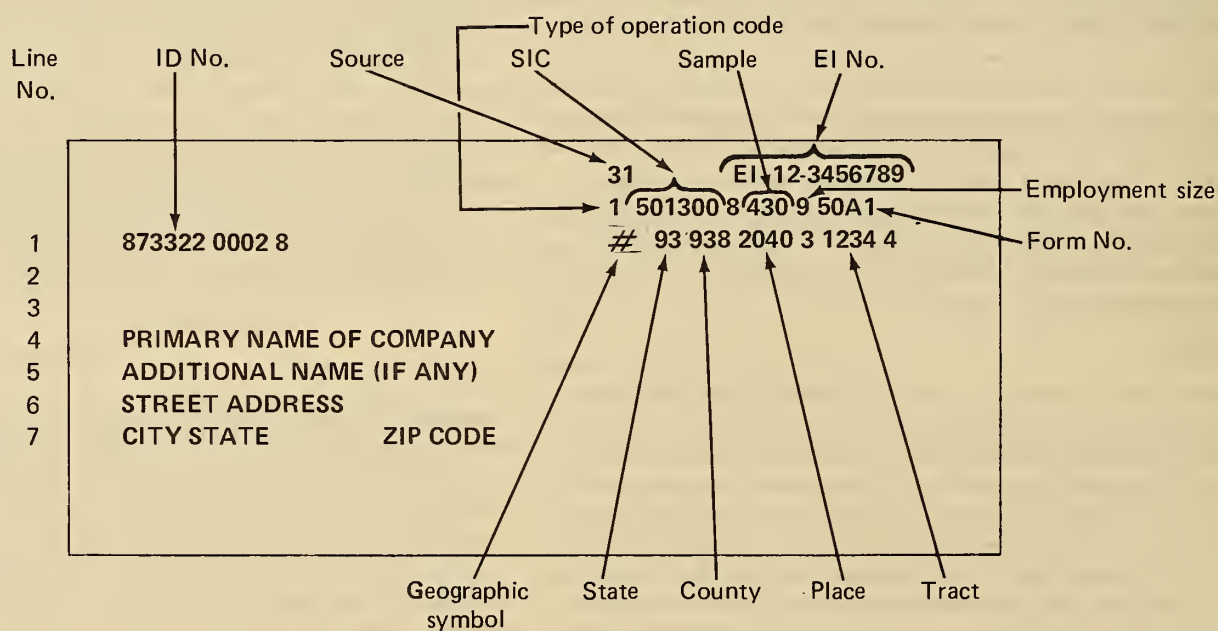 Type of operation code
Line No. ID No. Source SIC Sample EI No.
31 EI 12-3456789
1 501300 8 430 9 50A1 Employment size
1 873322 0002 8 # 93 938 2040 3 1234 4 Form No.
2
3
4 PRIMARY NAME OF COMPANY
5 ADDITIONAL NAME (IF ANY)
6 STREET ADDRESS
7 CITY STATE ZIP CODE
Geographic symbol State County Place Tract